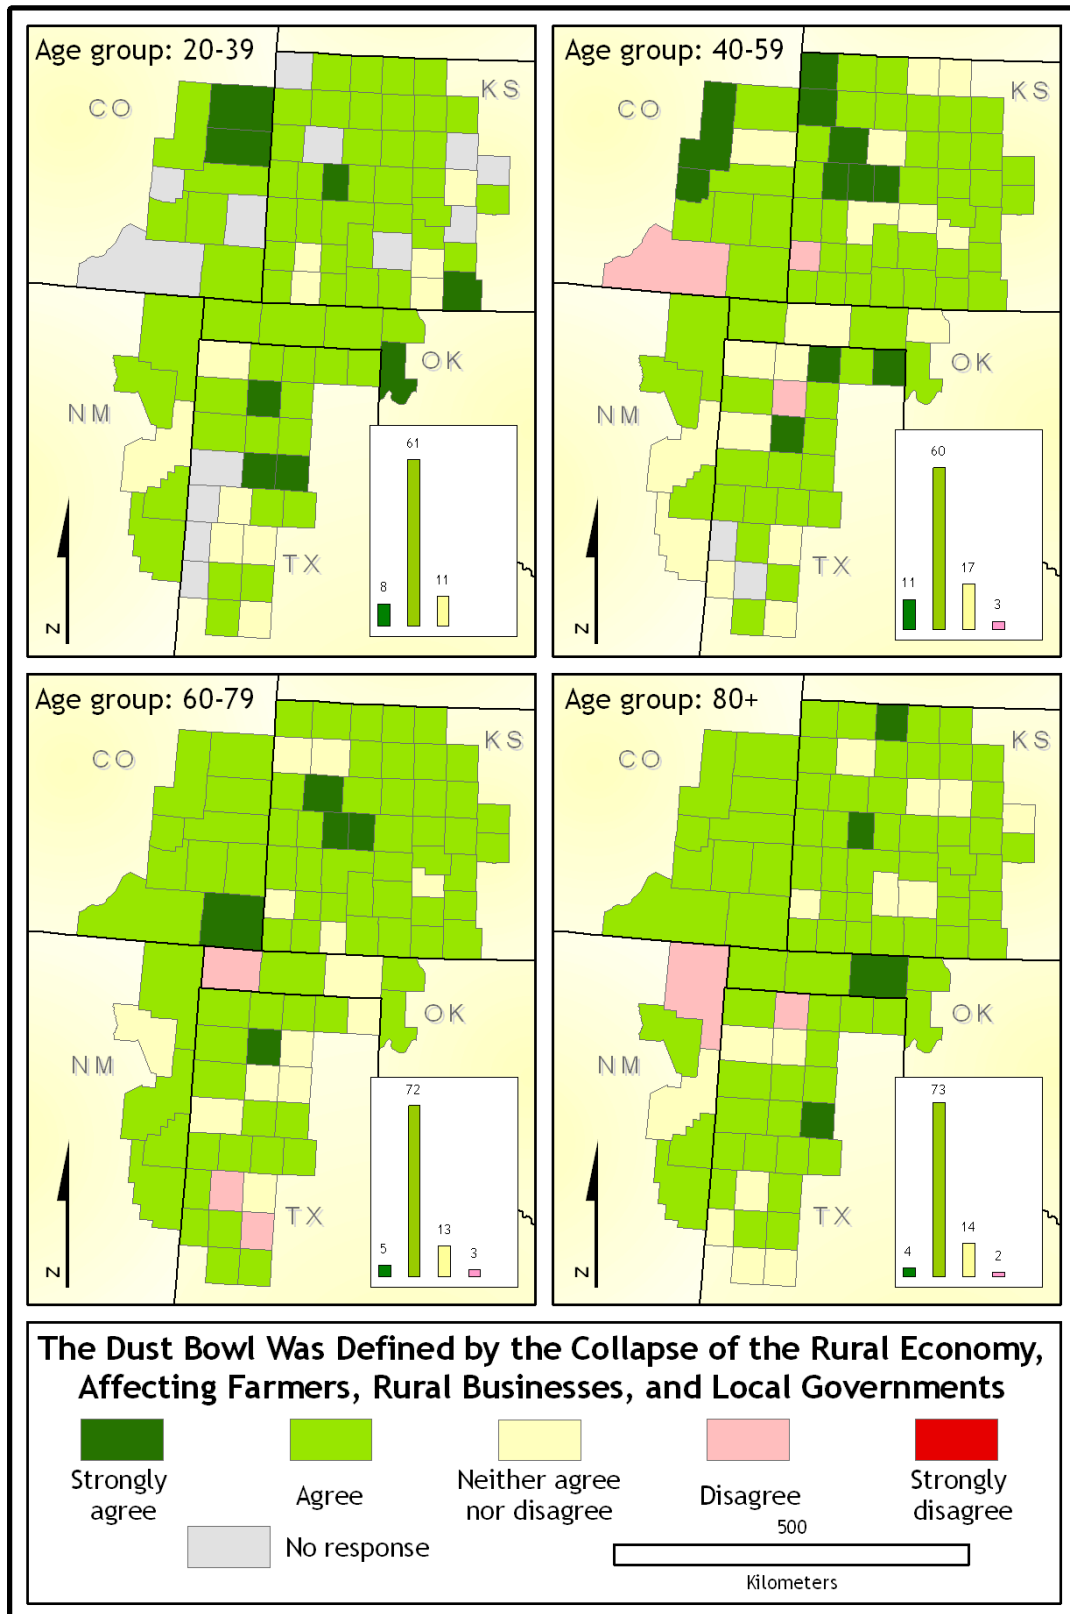 Age group: 20-39
CO
KS
NM
OK
TX
N
8
61
11
Age group: 40-59
CO
KS
NM
OK
TX
N
11
60
17
3
Age group: 60-79
CO
KS
NM
OK
TX
N
5
72
13
3
Age group: 80+
CO
KS
NM
OK
TX
N
4
73
14
2
The Dust Bowl Was Defined by the Collapse of the Rural Economy,
Affecting Farmers, Rural Businesses, and Local Governments
Strongly
agree
Agree
Neither agree
nor disagree
Disagree
Strongly
disagree
No response
500
Kilometers